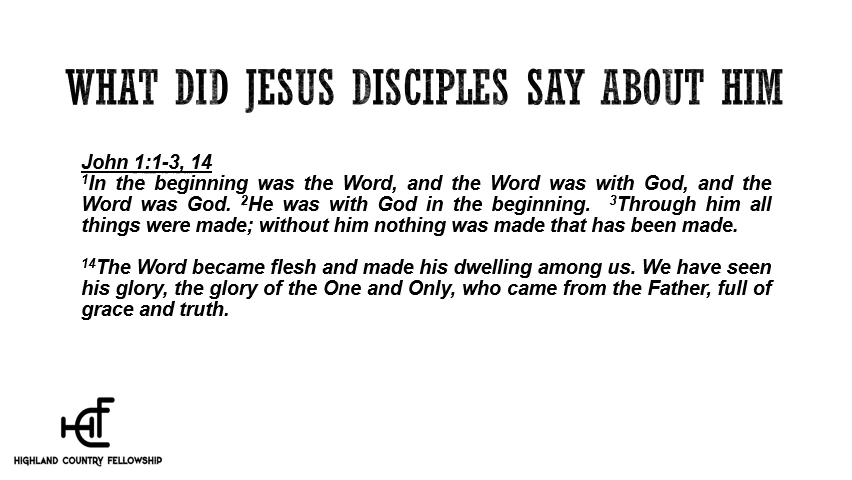 WHAT DID JESUS DISCIPLES SAY ABOUT HIM
John 1:1-3, 14
¹In the beginning was the Word, and the Word was with God, and the
Word was God. ²He was with God in the beginning. ³Through him all
things were made; without him nothing was made that has been made.
¹⁴The Word became flesh and made his dwelling among us. We have seen
his glory, the glory of the One and Only, who came from the Father, full of
grace and truth.
HCF
HIGHLAND COUNTRY FELLOWSHIP